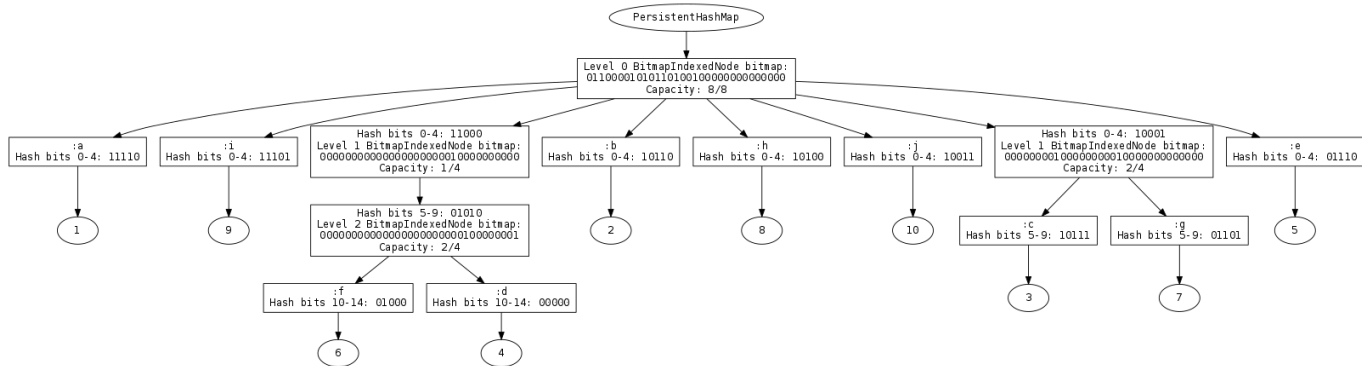 PersistentHashMap
Level 0 BitmapIndexedNode bitmap:
01100001010110100100000000000000
Capacity: 8/8
:a
Hash bits 0-4: 11110
:i
Hash bits 0-4: 11101
Hash bits 0-4: 11000
Level 1 BitmapIndexedNode bitmap:
00000000000000000000010000000000
Capacity: 1/4
:b
Hash bits 0-4: 10110
:h
Hash bits 0-4: 10100
:j
Hash bits 0-4: 10011
Hash bits 0-4: 10001
Level 1 BitmapIndexedNode bitmap:
00000000100000000010000000000000
Capacity: 2/4
:e
Hash bits 0-4: 01110
1
9
Hash bits 5-9: 01010
Level 2 BitmapIndexedNode bitmap:
00000000000000000000000100000001
Capacity: 2/4
2
8
10
:c
Hash bits 5-9: 10111
:g
Hash bits 5-9: 01101
5
:f
Hash bits 10-14: 01000
:d
Hash bits 10-14: 00000
3
7
6
4